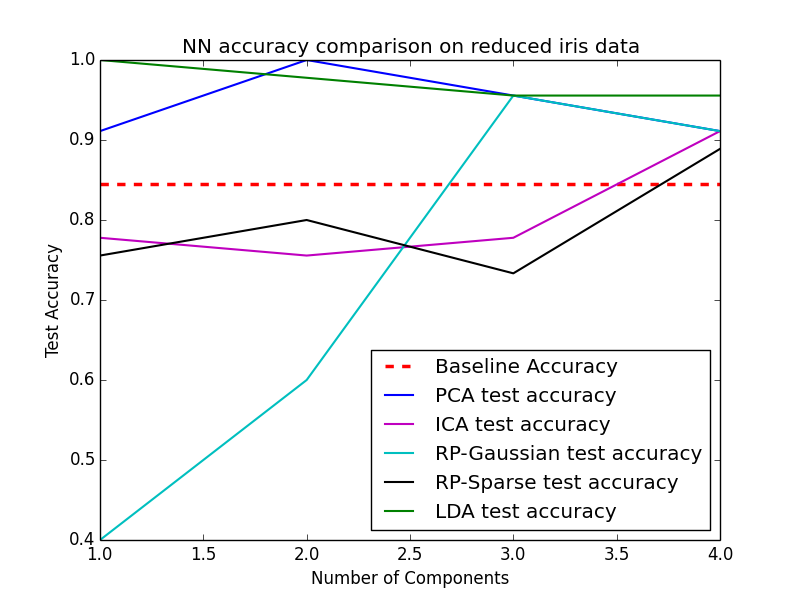 NN accuracy comparison on reduced iris data
1.0
0.9
0.8
0.7
0.6
0.5
0.4
Test Accuracy
Baseline Accuracy
PCA test accuracy
ICA test accuracy
RP-Gaussian test accuracy
RP-Sparse test accuracy
LDA test accuracy
1.0 1.5 2.0 2.5 3.0 3.5 4.0
Number of Components